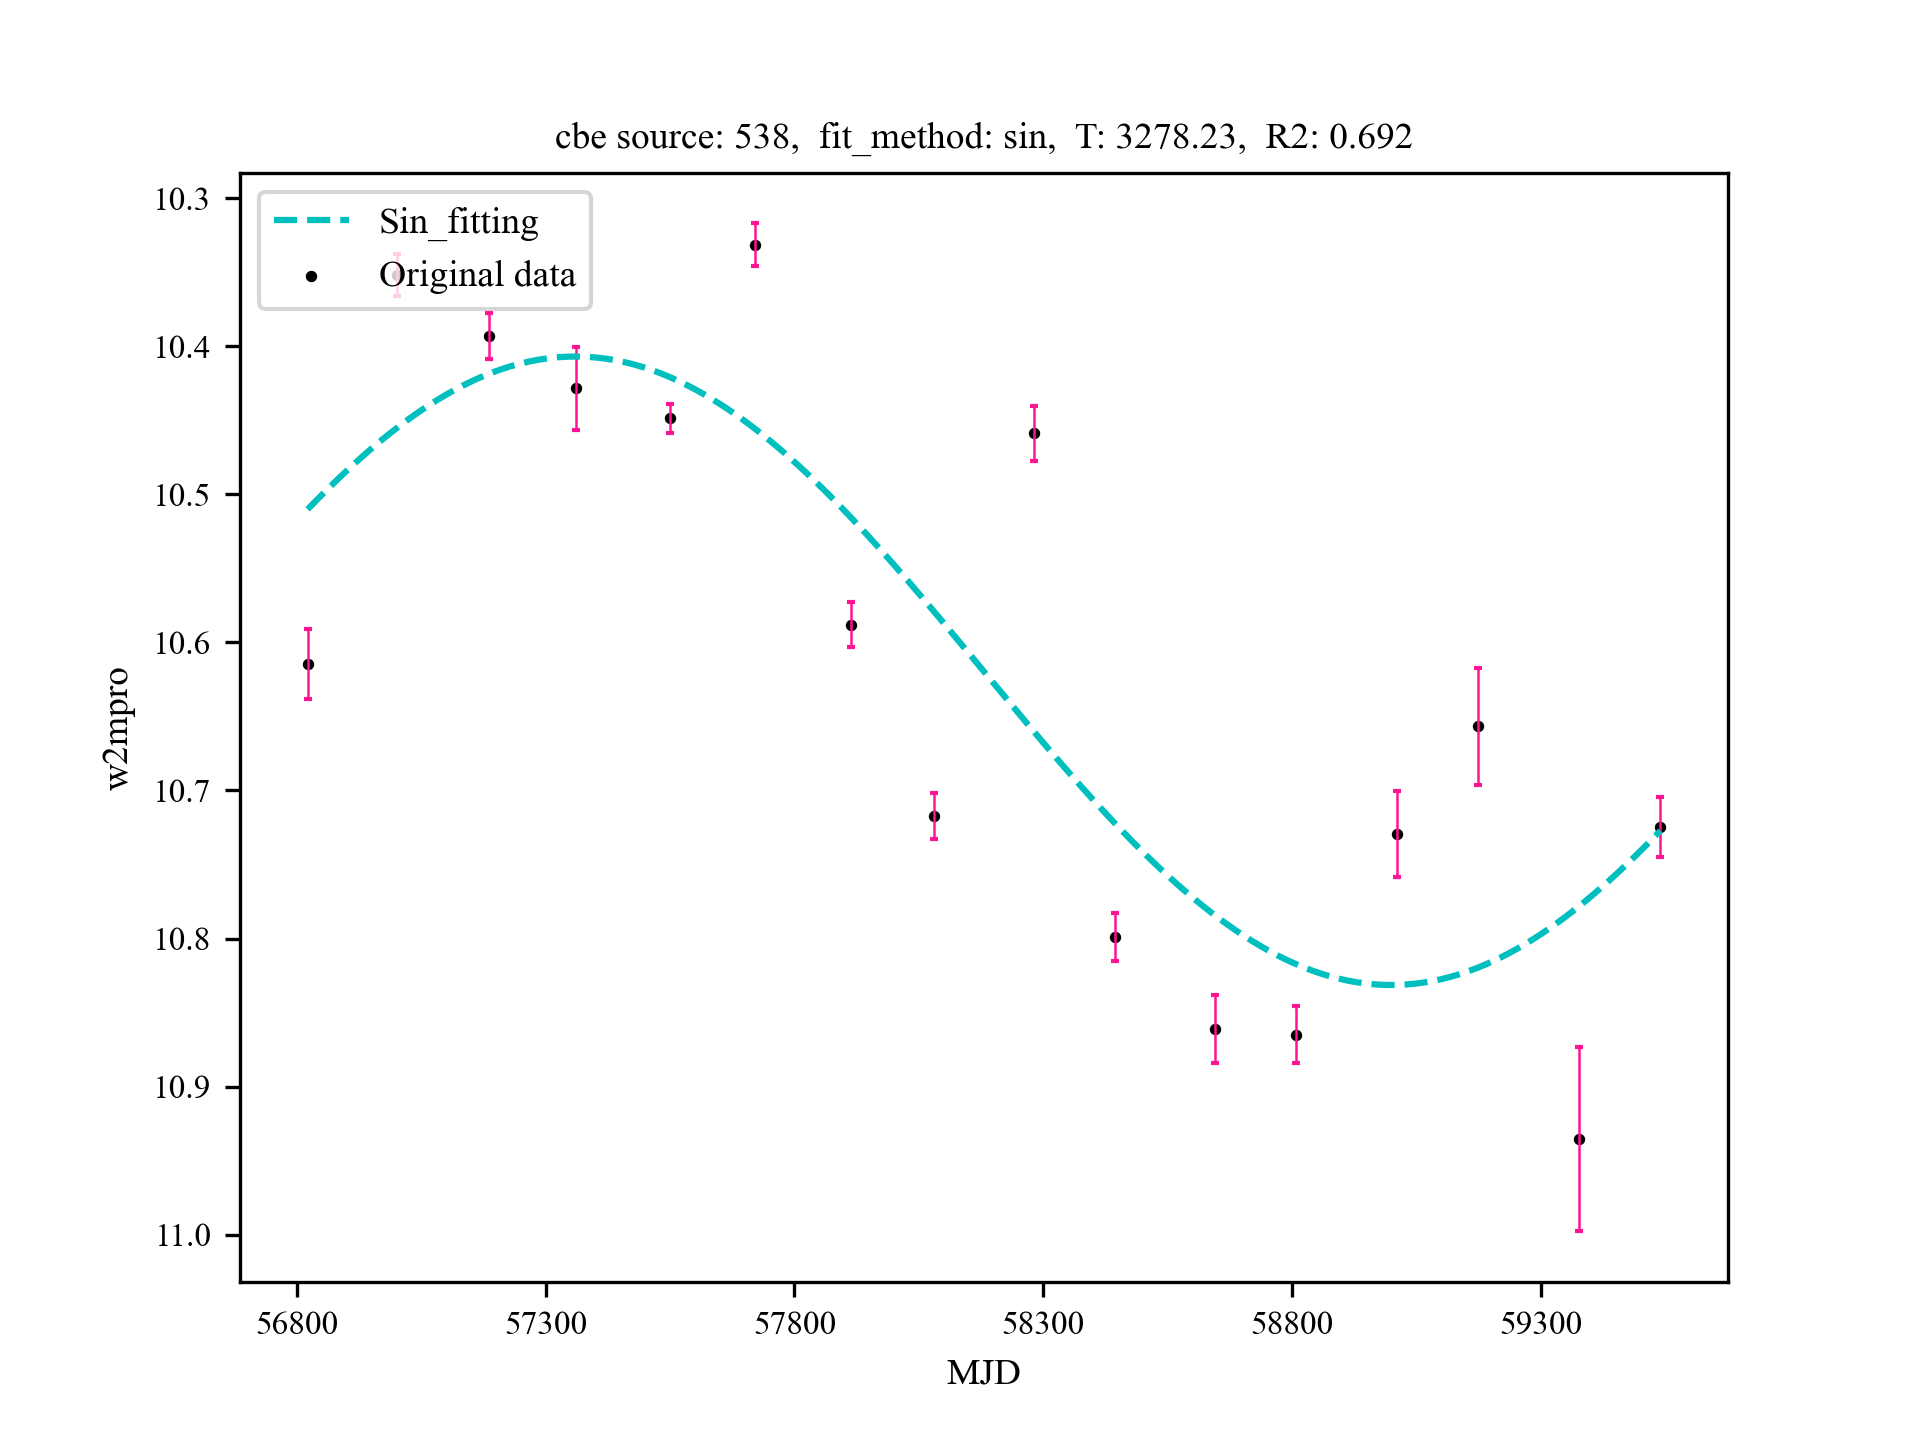 cbe source: 538,  fit_method: sin,  T: 3278.23,  R2: 0.692
Sin_fitting
Original data
10.3
10.4
10.5
10.6
10.7
10.8
10.9
11.0
w2mpro
56800 57300 57800 58300 58800 59300
MJD